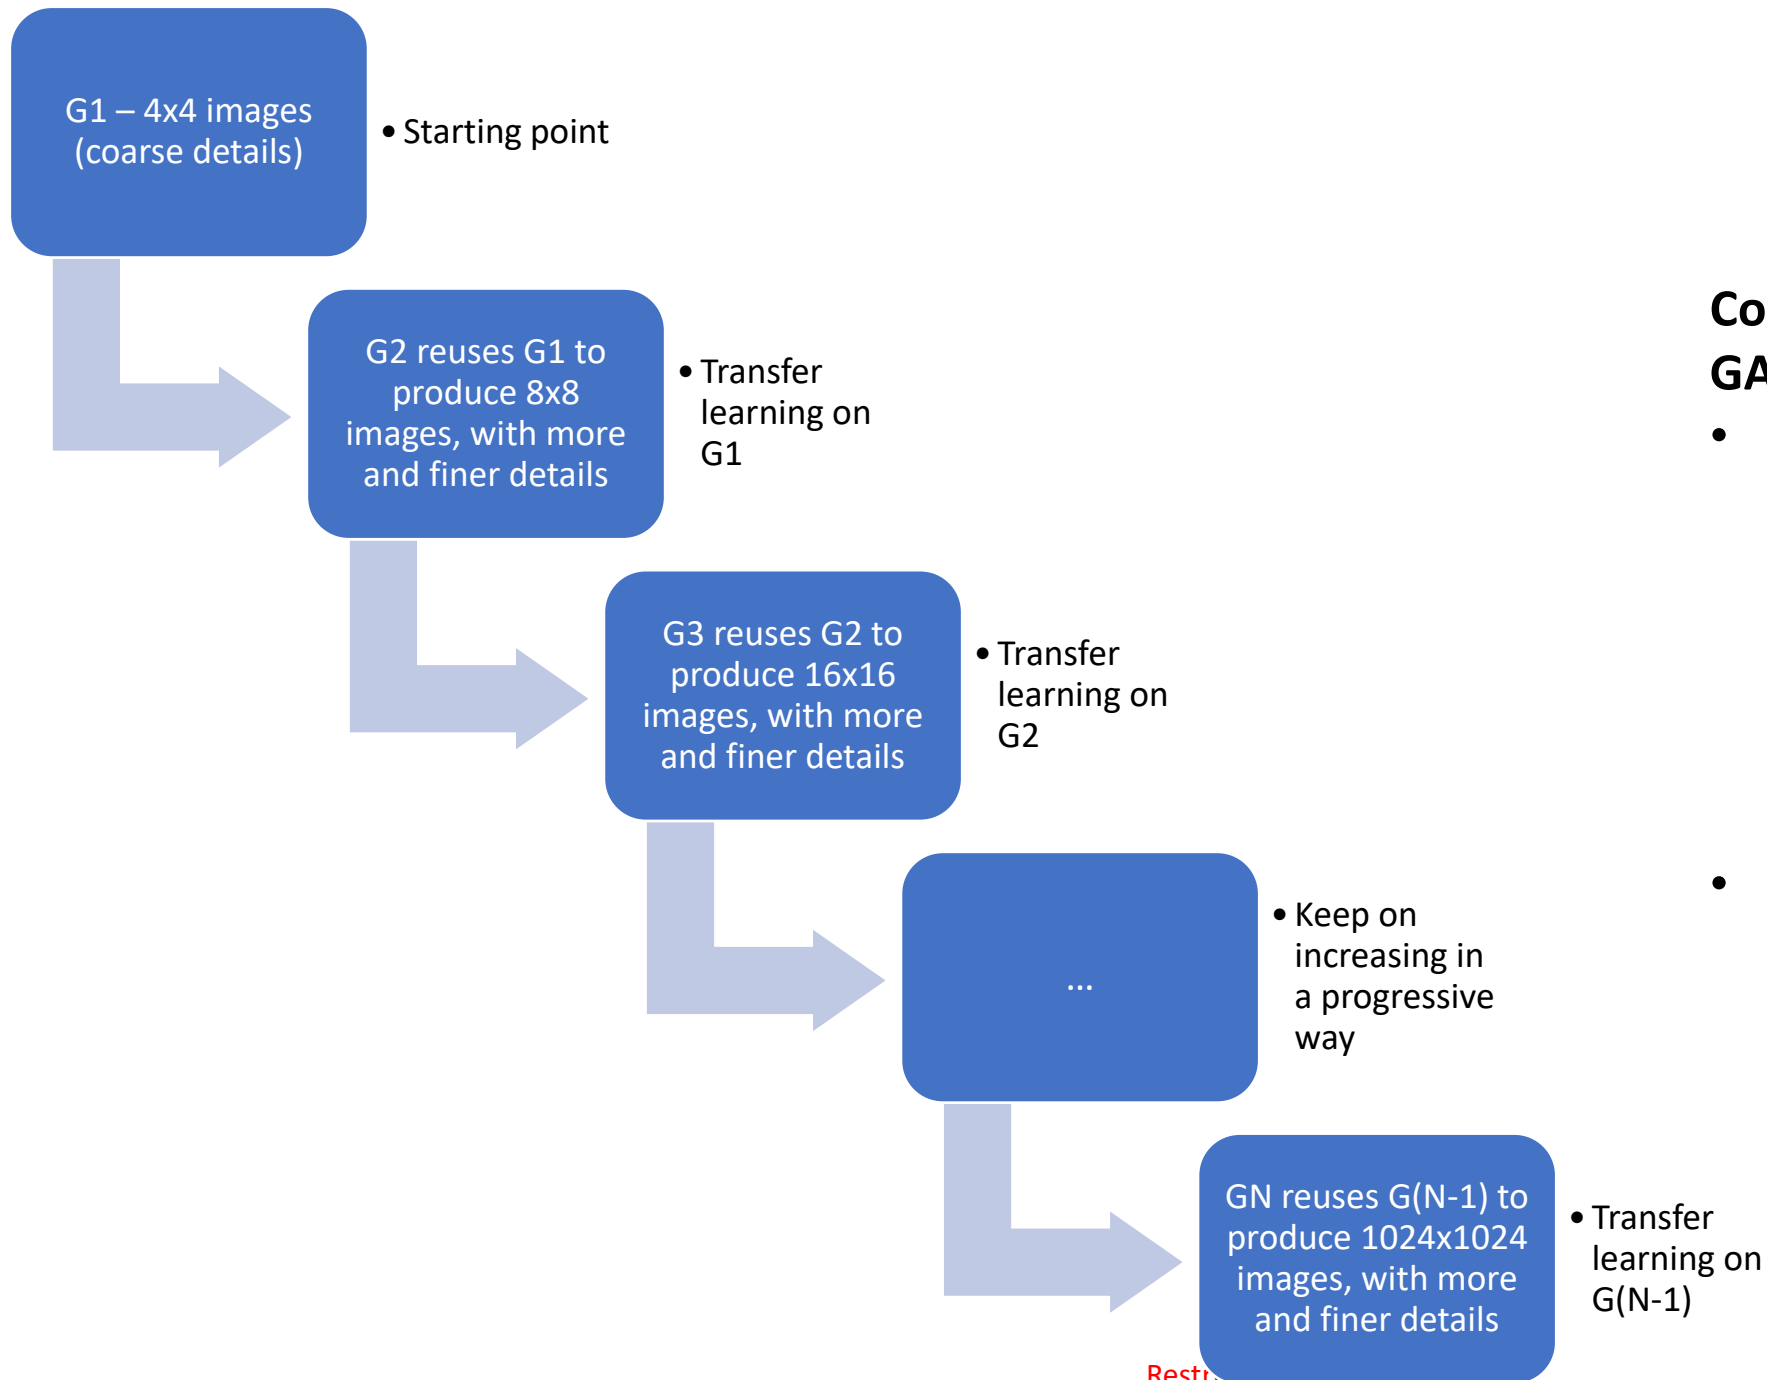 G1 – 4x4 images
(coarse details)
• Starting point
G2 reuses G1 to
produce 8x8
images, with more
and finer details
• Transfer
learning on
G1
G3 reuses G2 to
produce 16x16
images, with more
and finer details
• Transfer
learning on
G2
...
• Keep on
increasing in
a progressive
way
GN reuses G(N-1) to
produce 1024x1024
images, with more
and finer details
• Transfer
learning on
G(N-1)
Co
GA
•
•
Restr